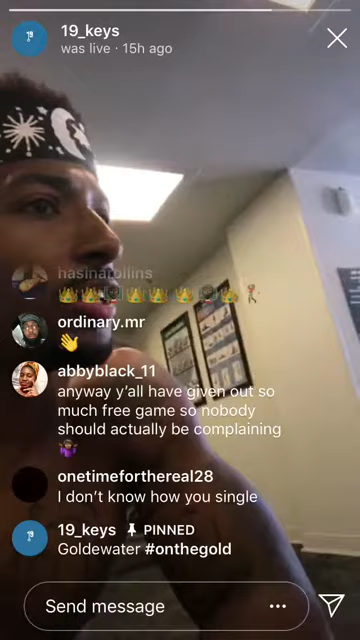 19_keys
was live · 15h ago
hasinarollins
👑👑👑👑👑👑
ordinary.mr
👋
abbyblack_11
anyway y'all have given out so
much free game so nobody
should actually be complaining
🤷🏾‍♀️
onetimeforthereal28
I don't know how you single
19_keys 📌 PINNED
Goldewater #onthegold
Send message